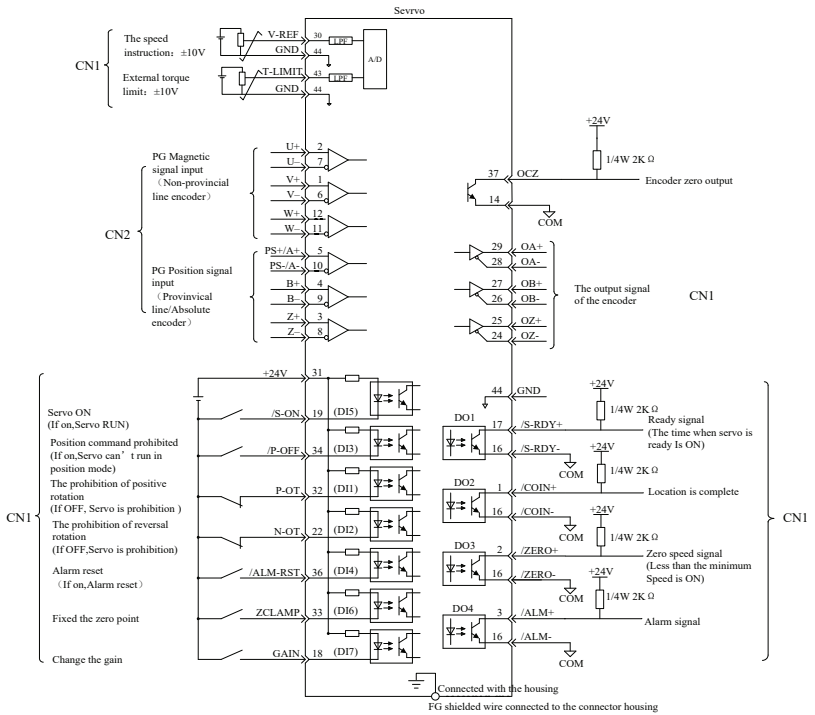 Sevrvo
The speed
instruction：±10V
External torque
limit：±10V
CN1
V-REF 30 LPF
GND 44
T-LIMIT 43 LPF
GND 44
A/D
PG Magnetic
signal input
（Non-provincial
line encoder）
CN2
PG Position signal
input
（Provinvical
line/Absolute
encoder）
U+ 2
U– 7
V+ 1
V– 6
W+ 12
W– 11
PS+/A+ 5
PS-/A- 10
B+ 4
B– 9
Z+ 3
Z– 8
+24V
1/4W 2K Ω
37 OCZ
Encoder zero output
14
COM
29 OA+
28 OA-
27 OB+
26 OB-
25 OZ+
24 OZ-
The output signal
of the encoder
CN1
+24V 31
Servo ON
(If on,Servo RUN)
/S-ON 19 (DI5)
Position command prohibited
(If on,Servo can’t run in
position mode)
/P-OFF 34 (DI3)
The prohibition of positive
rotation
(If OFF, Servo is prohibition )
P-OT 32 (DI1)
CN1
The prohibition of reversal
rotation
(If OFF,Servo is prohibition)
N-OT 22 (DI2)
Alarm reset
（If on,Alarm reset）
/ALM-RST 36 (DI4)
Fixed the zero point
ZCLAMP 33 (DI6)
Change the gain
GAIN 18 (DI7)
44 GND
+24V
1/4W 2K Ω
DO1
17 /S-RDY+
Ready signal
(The time when servo is
ready Is ON)
16 /S-RDY-
COM
+24V
1/4W 2K Ω
DO2
1 /COIN+
Location is complete
16 /COIN-
COM
+24V
1/4W 2K Ω
CN1
DO3
2 /ZERO+
Zero speed signal
(Less than the minimum
Speed is ON)
16 /ZERO-
COM
+24V
1/4W 2K Ω
DO4
3 /ALM+
Alarm signal
16 /ALM-
COM
Connected with the housing
FG shielded wire connected to the connector housing